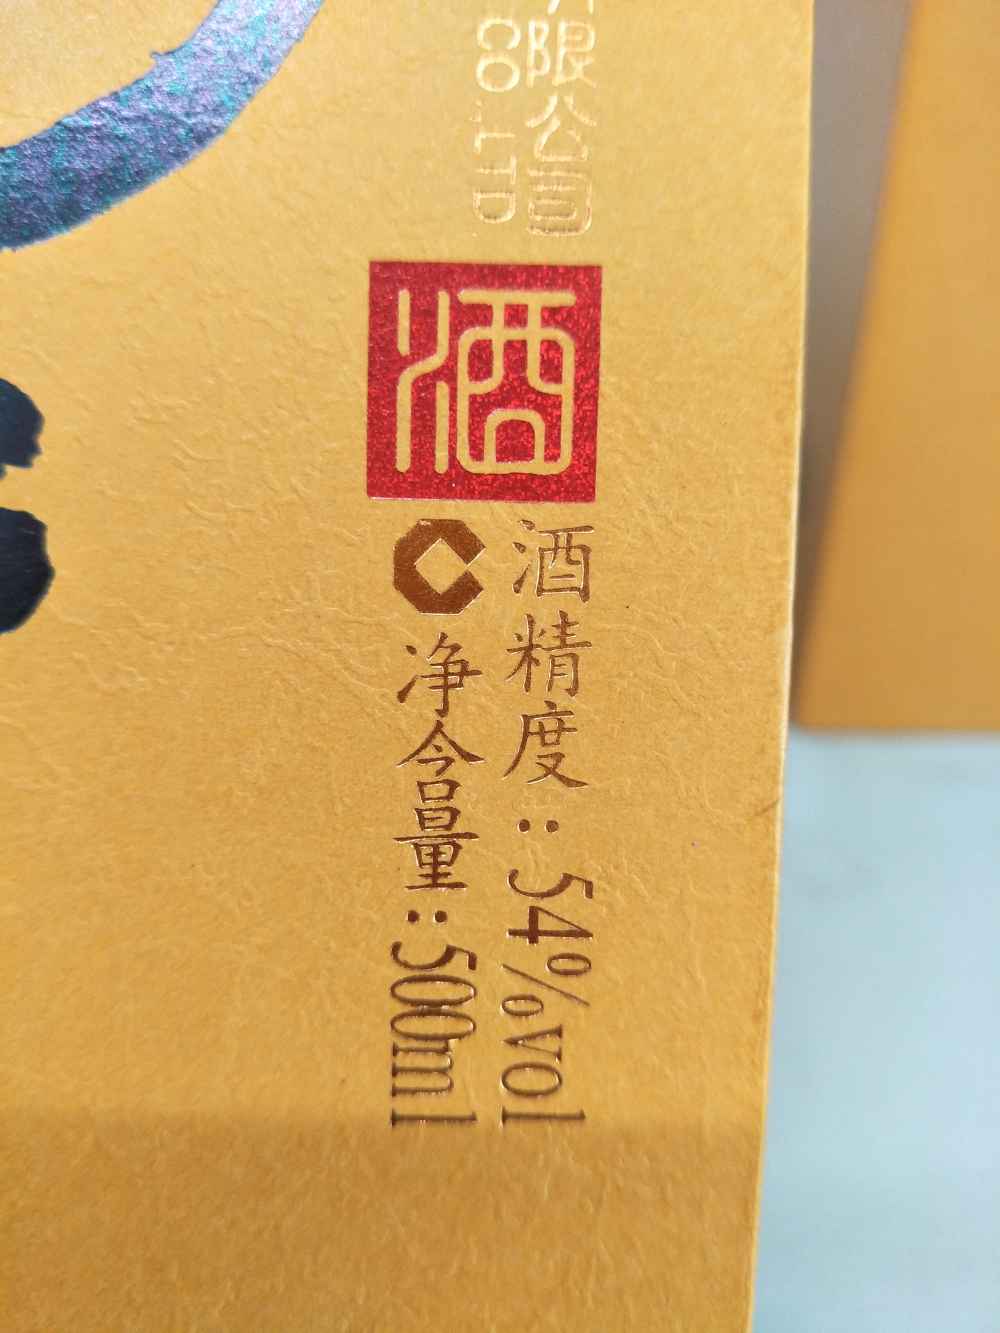 限公司
CO.,LTD
酒
酒精度：54%vol
净含量：500ml